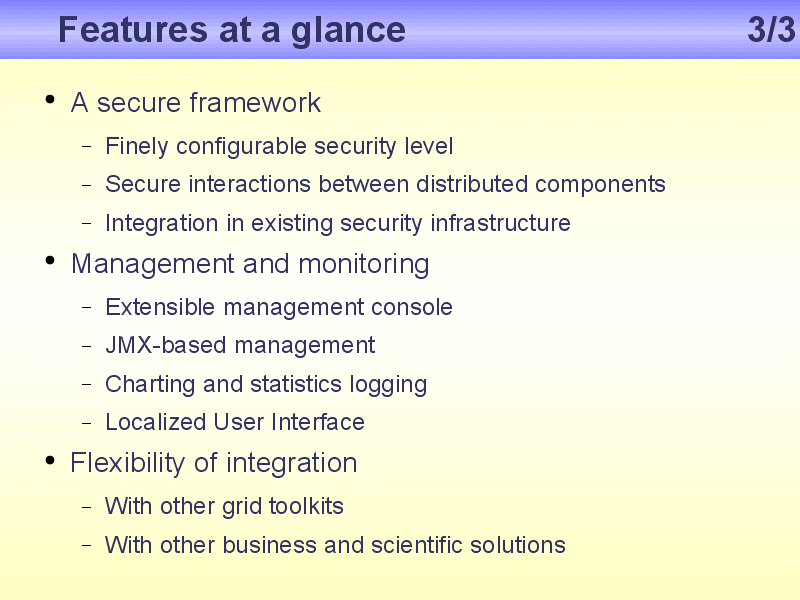 Features at a glance 3/3
• A secure framework
– Finely configurable security level
– Secure interactions between distributed components
– Integration in existing security infrastructure
• Management and monitoring
– Extensible management console
– JMX-based management
– Charting and statistics logging
– Localized User Interface
• Flexibility of integration
– With other grid toolkits
– With other business and scientific solutions